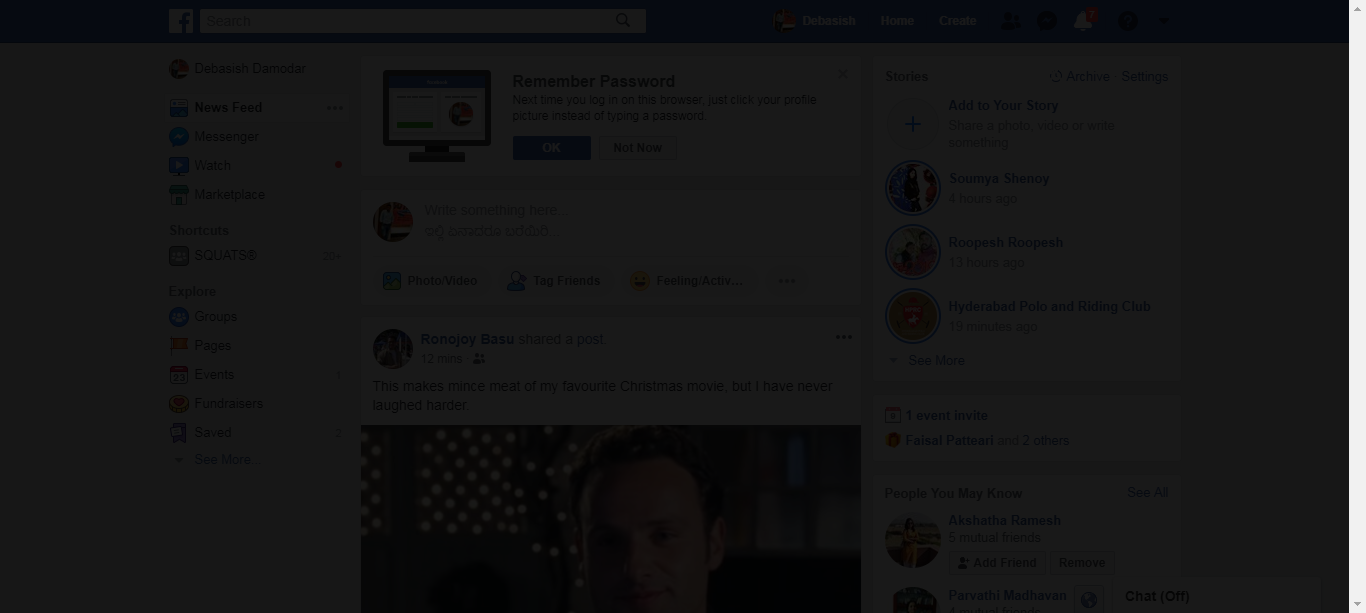 f
Search
Debasish
Home
Create
7
?
Debasish Damodar
News Feed
Messenger
Watch
Marketplace
Shortcuts
SQUATS®
20+
Explore
Groups
Pages
Events
Fundraisers
Saved
2
See More...
Remember Password
Next time you log in on this browser, just click your profile
picture instead of typing a password.
OK
Not Now
Write something here...
Photo/Video
Tag Friends
Feeling/Activ...
Ronojoy Basu shared a post.
12 mins
This makes mince meat of my favourite Christmas movie, but I have never
laughed harder.
Stories
Archive · Settings
Add to Your Story
Share a photo, video or write
something
Soumya Shenoy
4 hours ago
Roopesh Roopesh
13 hours ago
Hyderabad Polo and Riding Club
19 minutes ago
See More
1 event invite
Faisal Patteari and 2 others
People You May Know
See All
Akshatha Ramesh
5 mutual friends
Add Friend
Remove
Parvathi Madhavan
Chat (Off)